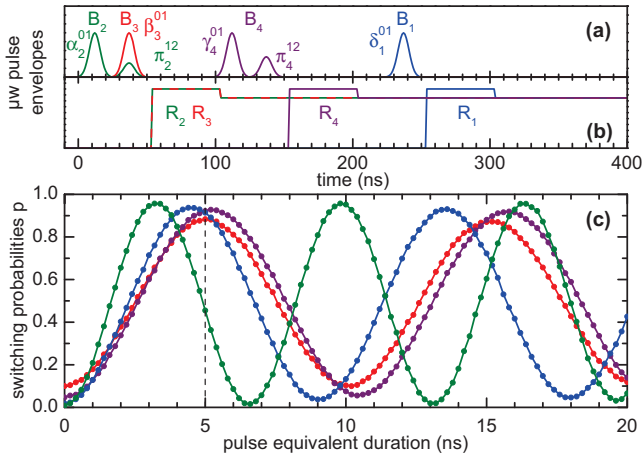 B₂ B₃ β₃⁰¹ B₄ B₁ (a)
α₂⁰¹ π₂¹² γ₄⁰¹ π₄¹² δ₁⁰¹
μw pulse
envelopes
R₂ R₃ R₄ R₁ (b)
0 100 200 300 400
time (ns)
1.0 (c)
0.8
0.6
0.4
0.2
0.0
switching probabilities p
0 5 10 15 20
pulse equivalent duration (ns)